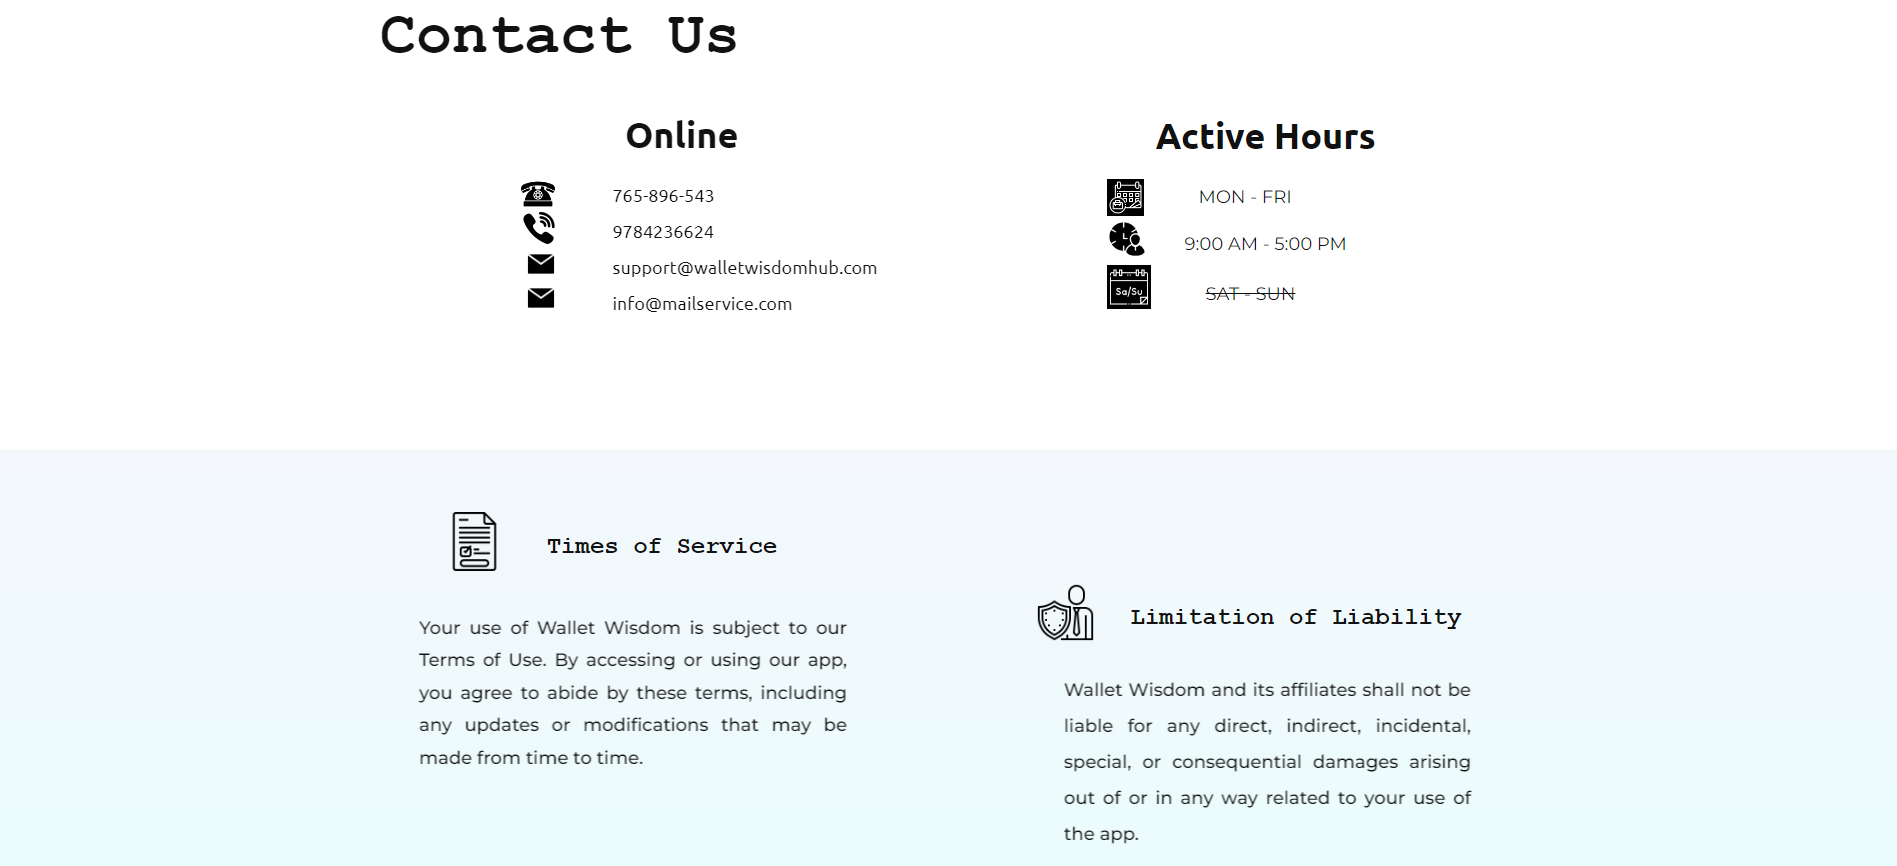 Contact Us
Online
765-896-543
9784236624
support@walletwisdomhub.com
info@mailservice.com
Active Hours
MON - FRI
9:00 AM - 5:00 PM
Sa/Su
SAT - SUN
Times of Service
Your use of Wallet Wisdom is subject to our
Terms of Use. By accessing or using our app,
you agree to abide by these terms, including
any updates or modifications that may be
made from time to time.
Limitation of Liability
Wallet Wisdom and its affiliates shall not be
liable for any direct, indirect, incidental,
special, or consequential damages arising
out of or in any way related to your use of
the app.